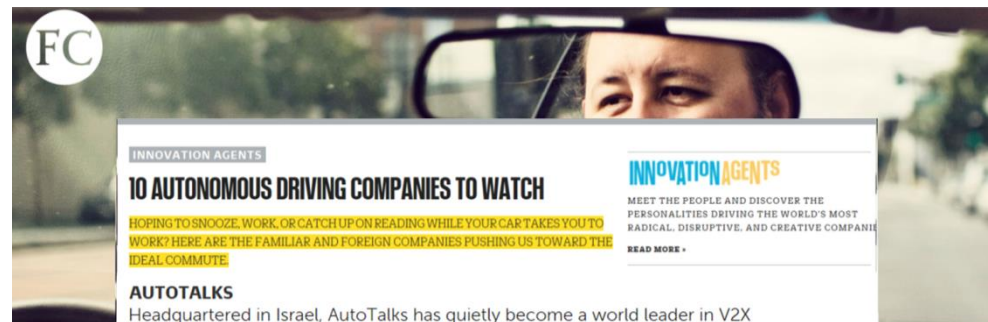 FC
INNOVATION AGENTS
10 AUTONOMOUS DRIVING COMPANIES TO WATCH
HOPING TO SNOOZE, WORK, OR CATCH UP ON READING WHILE YOUR CAR TAKES YOU TO
WORK? HERE ARE THE FAMILIAR AND FOREIGN COMPANIES PUSHING US TOWARD THE
IDEAL COMMUTE.
AUTOTALKS
Headquartered in Israel, AutoTalks has quietly become a world leader in V2X
INNOVATION AGENTS
MEET THE PEOPLE AND DISCOVER THE
PERSONALITIES DRIVING THE WORLD'S MOST
RADICAL, DISRUPTIVE, AND CREATIVE COMPANIE
READ MORE »